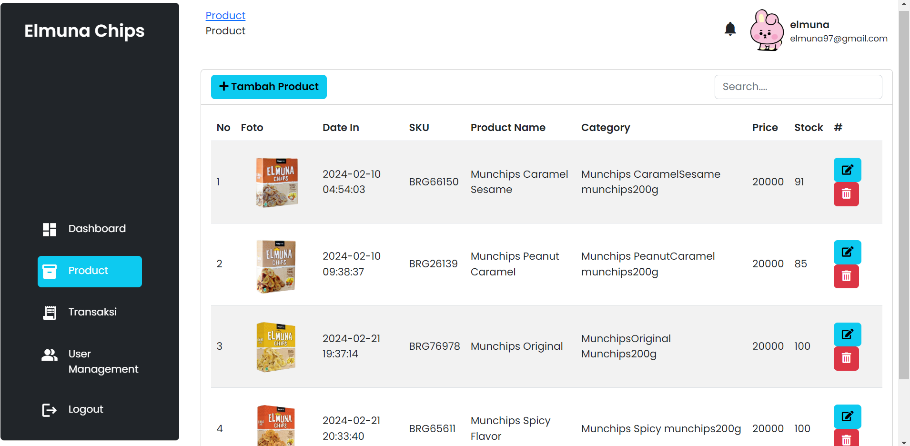 Elmuna Chips
Dashboard
Product
Transaksi
User
Management
Logout
Product
Product
elmuna
elmuna97@gmail.com
+ Tambah Product
Search....
No Foto Date In SKU Product Name Category Price Stock #
ELMUNA
CHIPS
1 2024-02-10 04:54:03 BRG66150 Munchips Caramel Sesame Munchips CaramelSesame munchips200g 20000 91
ELMUNA
CHIPS
2 2024-02-10 09:38:37 BRG26139 Munchips Peanut Caramel Munchips PeanutCaramel munchips200g 20000 85
ELMUNA
CHIPS
3 2024-02-21 19:37:14 BRG76978 Munchips Original MunchipsOriginal Munchips200g 20000 100
ELMUNA
CHIPS
4 2024-02-21 20:33:40 BRG65611 Munchips Spicy Flavor Munchips Spicy munchips200g 20000 100